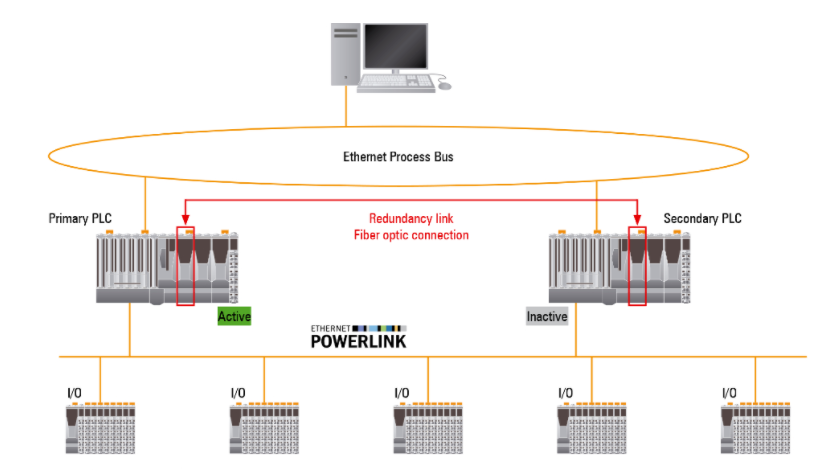 Ethernet Process Bus
Primary PLC
Redundancy link
Fiber optic connection
Secondary PLC
Active
Inactive
ETHERNET
POWERLINK
I/O
I/O
I/O
I/O
I/O